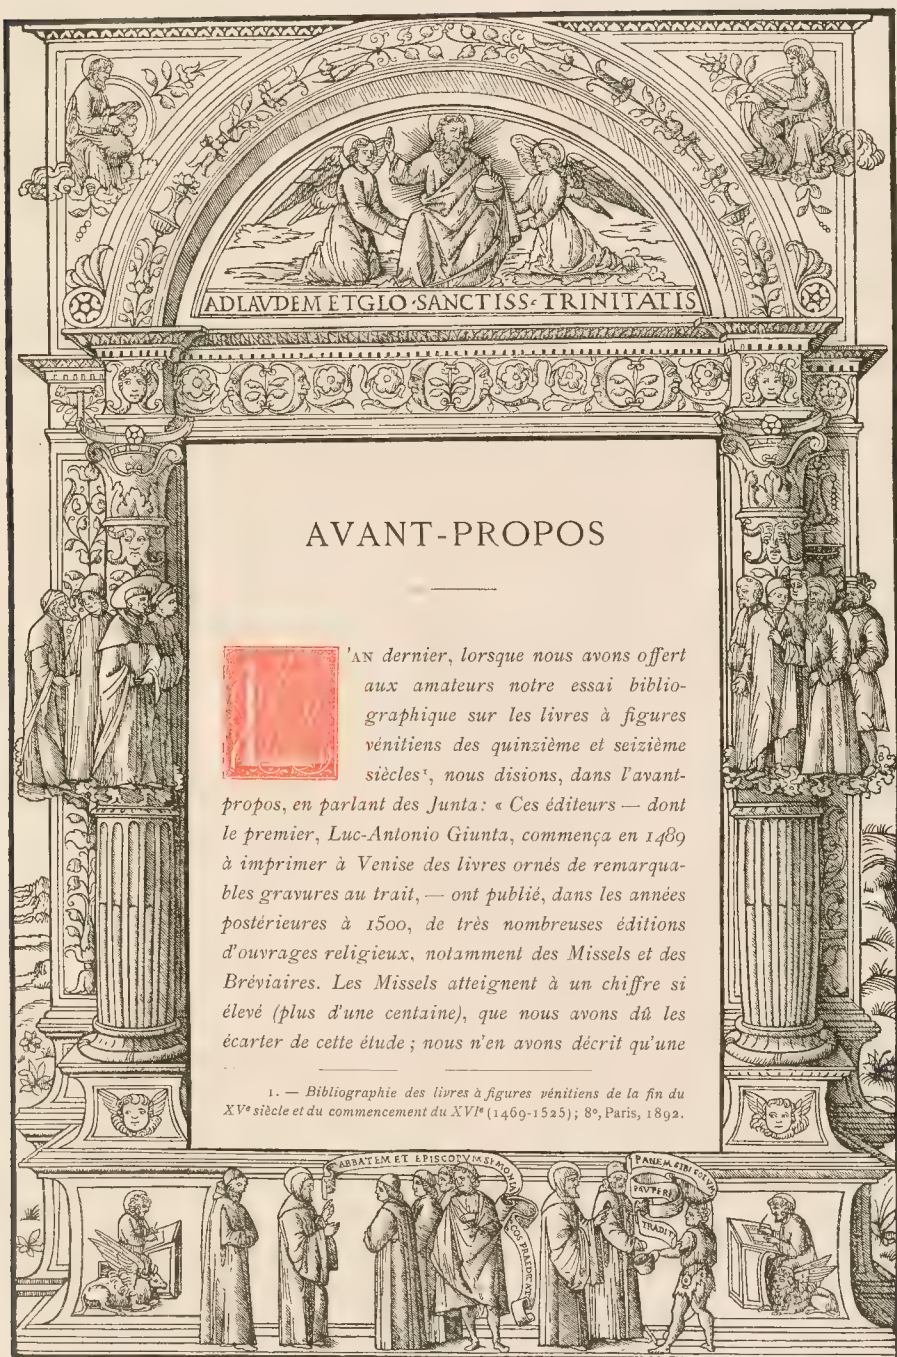 ADLAVDEM ETGLO·SANCTISS·TRINITATIS
AVANT-PROPOS
L'AN dernier, lorsque nous avons offert
aux amateurs notre essai biblio-
graphique sur les livres à figures
vénitiens des quinzième et seizième
siècles¹, nous disions, dans l'avant-
propos, en parlant des Junta : « Ces éditeurs — dont
le premier, Luc-Antonio Giunta, commença en 1489
à imprimer à Venise des livres ornés de remarqua-
bles gravures au trait, — ont publié, dans les années
postérieures à 1500, de très nombreuses éditions
d'ouvrages religieux, notamment des Missels et des
Bréviaires. Les Missels atteignent à un chiffre si
élevé (plus d'une centaine), que nous avons dû les
écarter de cette étude ; nous n'en avons décrit qu'une
1. — Bibliographie des livres à figures vénitiens de la fin du
XVᵉ siècle et du commencement du XVIᵉ (1469-1525) ; 8°, Paris, 1892.
ABBATEM ET EPISCOPVM
PANEM SIBI
PAVPERI
TRADIT